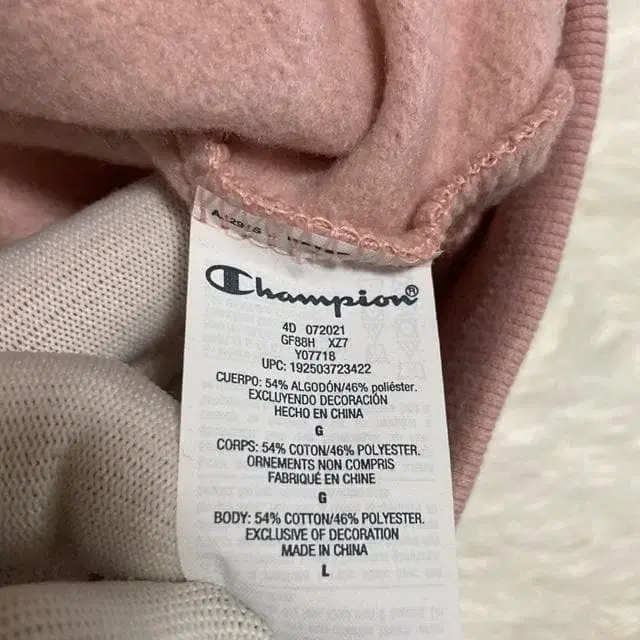 Champion®
4D 072021
GF88H XZ7
Y07718
UPC: 192503723422
CUERPO: 54% ALGODÓN/46% poliéster.
EXCLUYENDO DECORACIÓN
HECHO EN CHINA
G
CORPS: 54% COTON/46% POLYESTER.
ORNEMENTS NON COMPRIS
FABRIQUÉ EN CHINE
G
BODY: 54% COTTON/46% POLYESTER.
EXCLUSIVE OF DECORATION
MADE IN CHINA
L